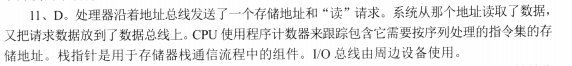 11、D。处理器沿着地址总线发送了一个存储地址和“读”请求。系统从那个地址读取了数据，
又把请求数据放到了数据总线上。CPU 使用程序计数器来跟踪包含它需要按序列处理的指令集的存
储地址。栈指针是用于存储栈通信流程中的组件。I/O 总线由周边设备使用。